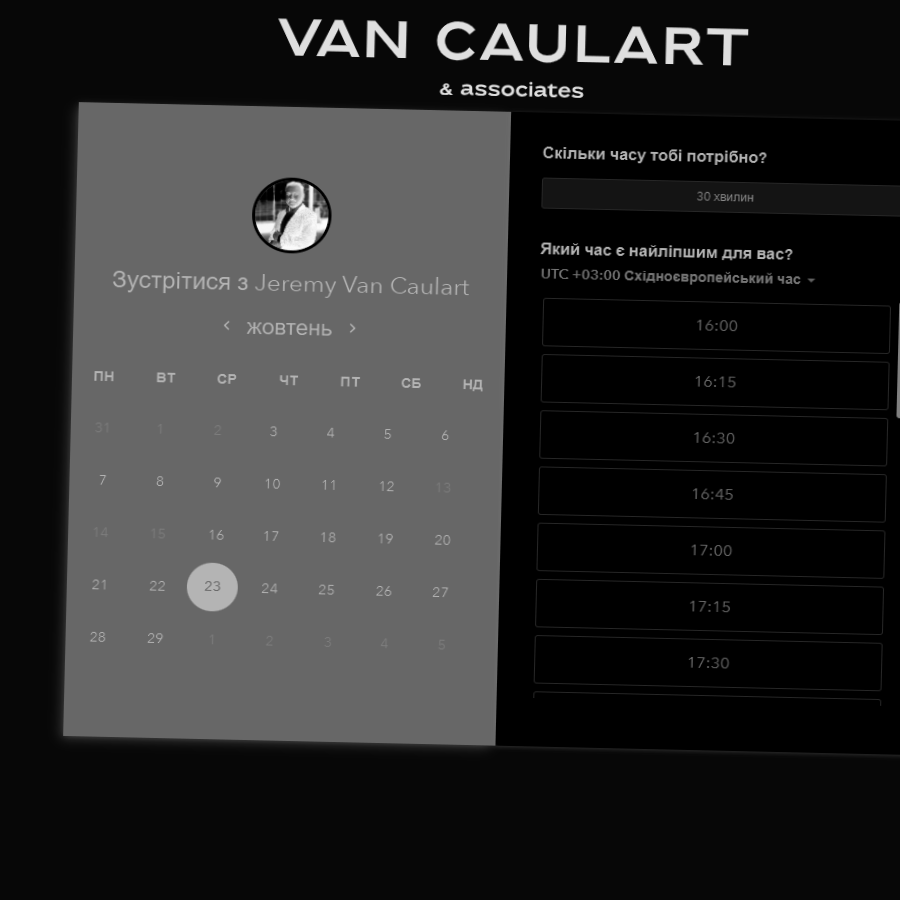 VAN CAULART
& associates
Зустрітися з Jeremy Van Caulart
жовтень
ПН ВТ СР ЧТ ПТ СБ НД
31 1 2 3 4 5 6
7 8 9 10 11 12 13
14 15 16 17 18 19 20
21 22 23 24 25 26 27
28 29 1 2 3 4 5
Скільки часу тобі потрібно?
30 хвилин
Який час є найліпшим для вас?
UTC +03:00 Східноєвропейський час
16:00
16:15
16:30
16:45
17:00
17:15
17:30